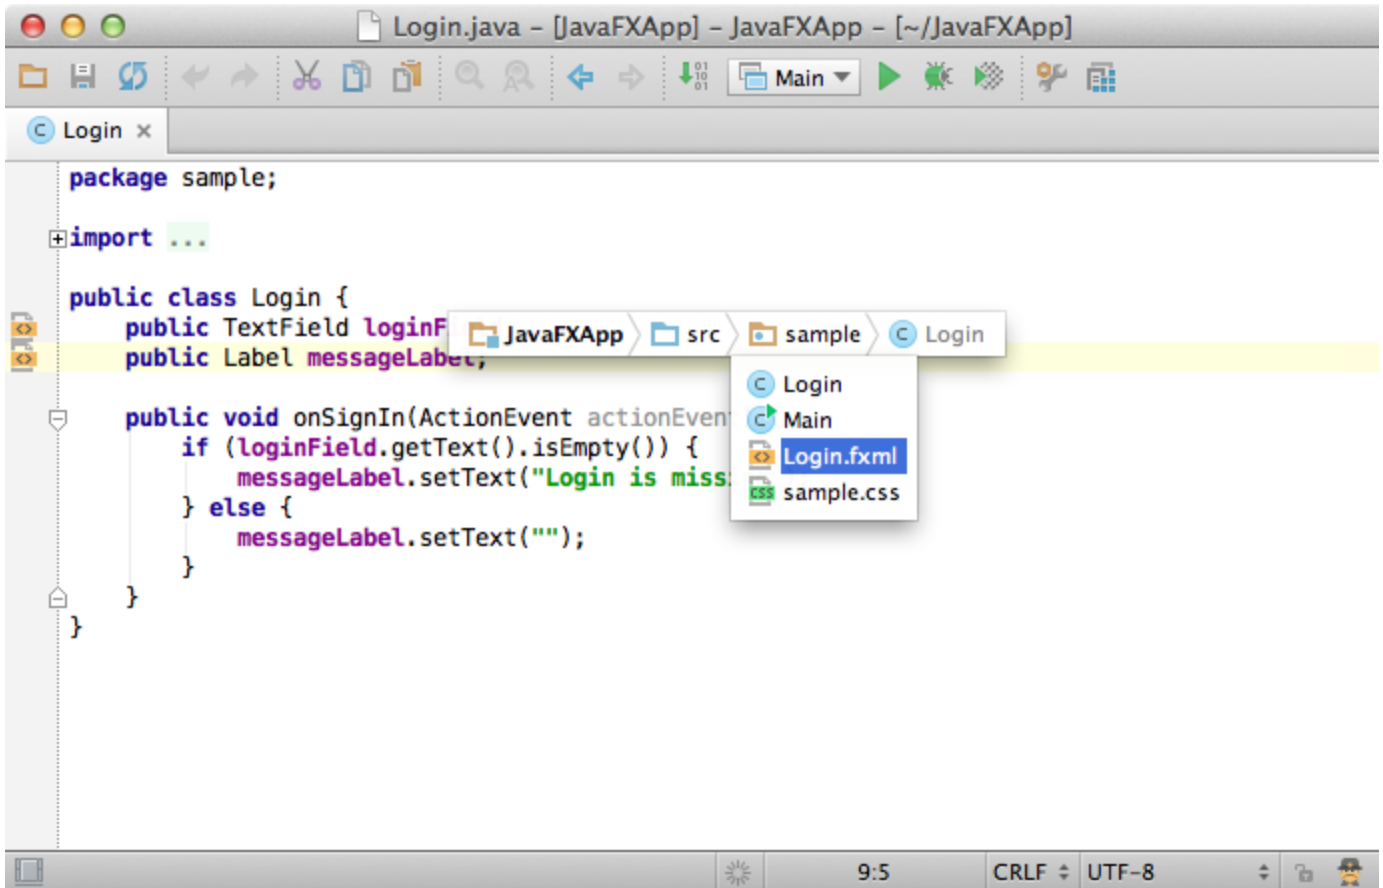 Login.java – [JavaFXApp] – JavaFXApp – [~/JavaFXApp]
Main
Login
package sample;
import ...
public class Login {
public TextField loginF
JavaFXApp src sample Login
public Label messageLabel;
Login
public void onSignIn(ActionEvent actionEven
Main
if (loginField.getText().isEmpty()) {
Login.fxml
messageLabel.setText("Login is miss
sample.css
} else {
messageLabel.setText("");
}
}
}
9:5 CRLF UTF-8